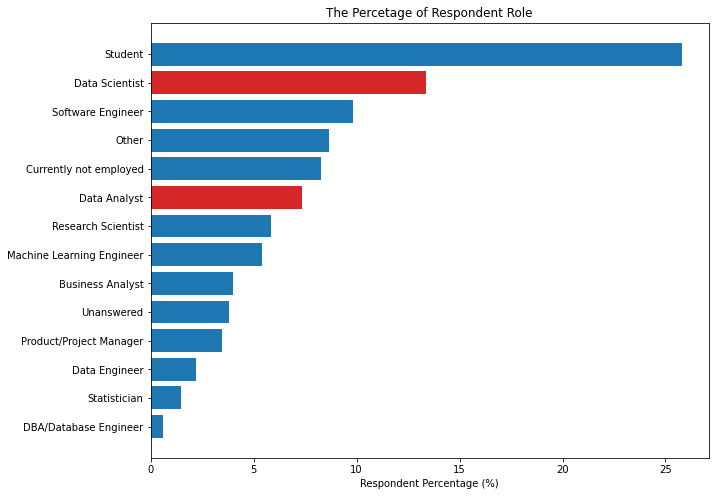 The Percetage of Respondent Role
Student
Data Scientist
Software Engineer
Other
Currently not employed
Data Analyst
Research Scientist
Machine Learning Engineer
Business Analyst
Unanswered
Product/Project Manager
Data Engineer
Statistician
DBA/Database Engineer
0 5 10 15 20 25
Respondent Percentage (%)